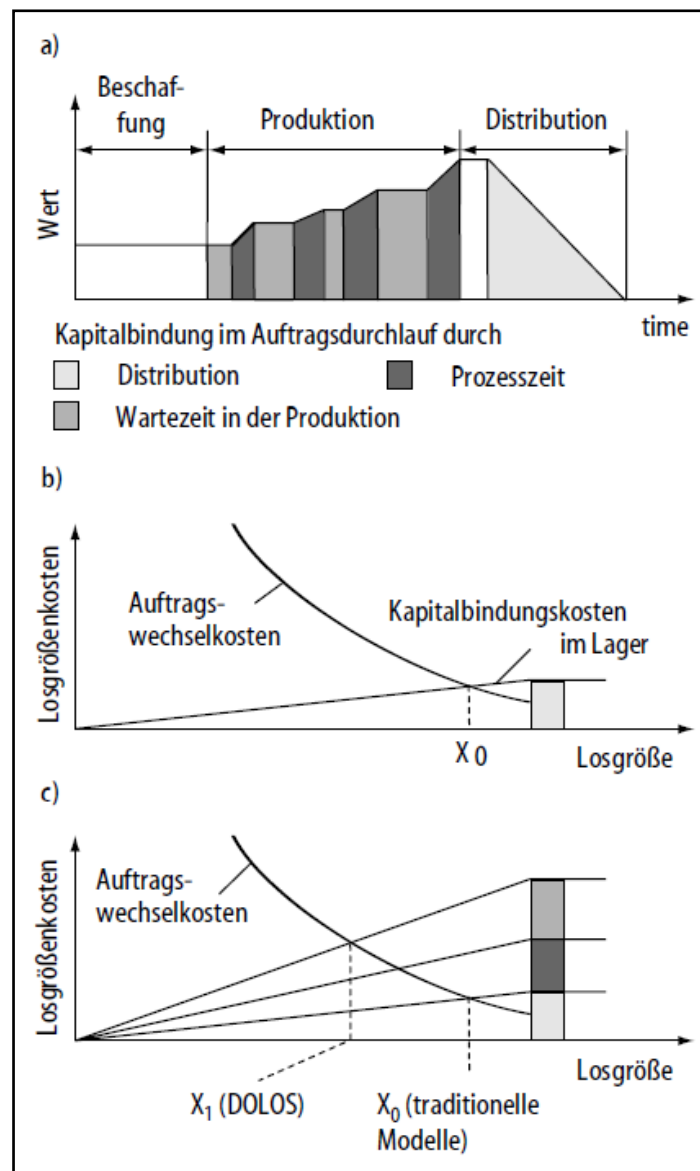 a)
Beschaf-
fung
Produktion
Distribution
Wert
time
Kapitalbindung im Auftragsdurchlauf durch
Distribution
Prozesszeit
Wartezeit in der Produktion
b)
Losgrößenkosten
Auftrags-
wechselkosten
Kapitalbindungskosten
im Lager
X 0
Losgröße
c)
Losgrößenkosten
Auftrags-
wechselkosten
Losgröße
X1 (DOLOS)
X0 (traditionelle
Modelle)